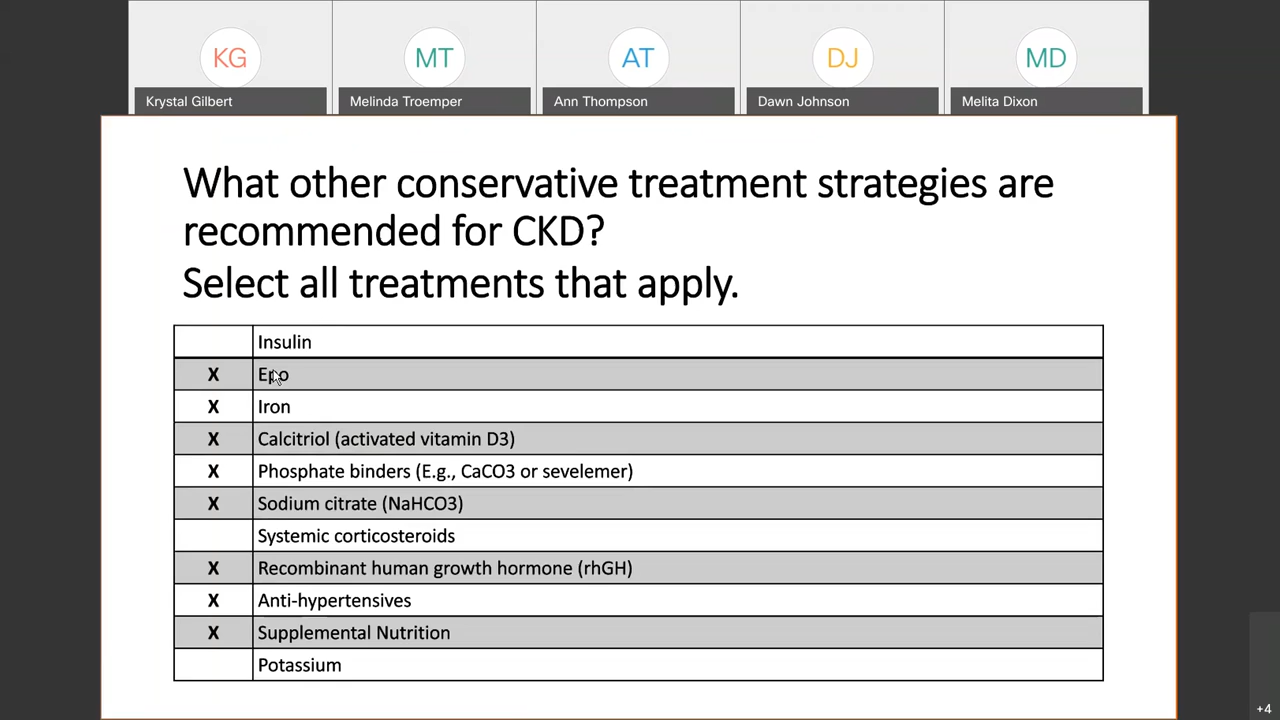 KG
MT
AT
DJ
MD
Krystal Gilbert
Melinda Troemper
Ann Thompson
Dawn Johnson
Melita Dixon
What other conservative treatment strategies are
recommended for CKD?
Select all treatments that apply.
Insulin
X Epo
X Iron
X Calcitriol (activated vitamin D3)
X Phosphate binders (E.g., CaCO3 or sevelemer)
X Sodium citrate (NaHCO3)
Systemic corticosteroids
X Recombinant human growth hormone (rhGH)
X Anti-hypertensives
X Supplemental Nutrition
Potassium
+4